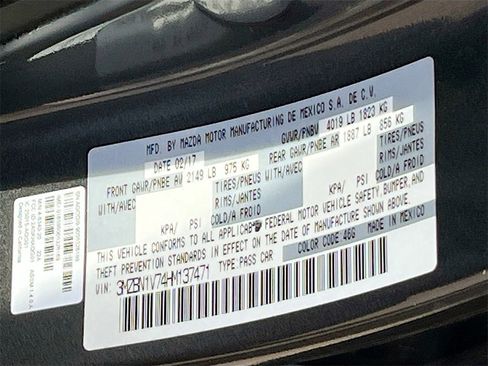 MFD. BY MAZDA MOTOR MANUFACTURING DE MEXICO S.A. DE C.V.
DATE 02/17 GVWR/PNBV 4019 LB 1823 KG
FRONT GAWR/PNBE AV 2149 LB 975 KG REAR GAWR/PNBE AR 1887 LB 856 KG
WITH/AVEC TIRES/PNEUS WITH/AVEC TIRES/PNEUS
RIMS/JANTES RIMS/JANTES
KPA/ PSI COLD/A FROID KPA/ PSI COLD/A FROID
THIS VEHICLE CONFORMS TO ALL APPLICABLE FEDERAL MOTOR VEHICLE SAFETY, BUMPER, AND
THEFT PREVENTION STANDARDS IN EFFECT ON THE DATE OF MANUFACTURE SHOWN ABOVE.
VIN: 3MZBN1V74HM137471 TYPE PASS CAR COLOR CODE 46G MADE IN MEXICO